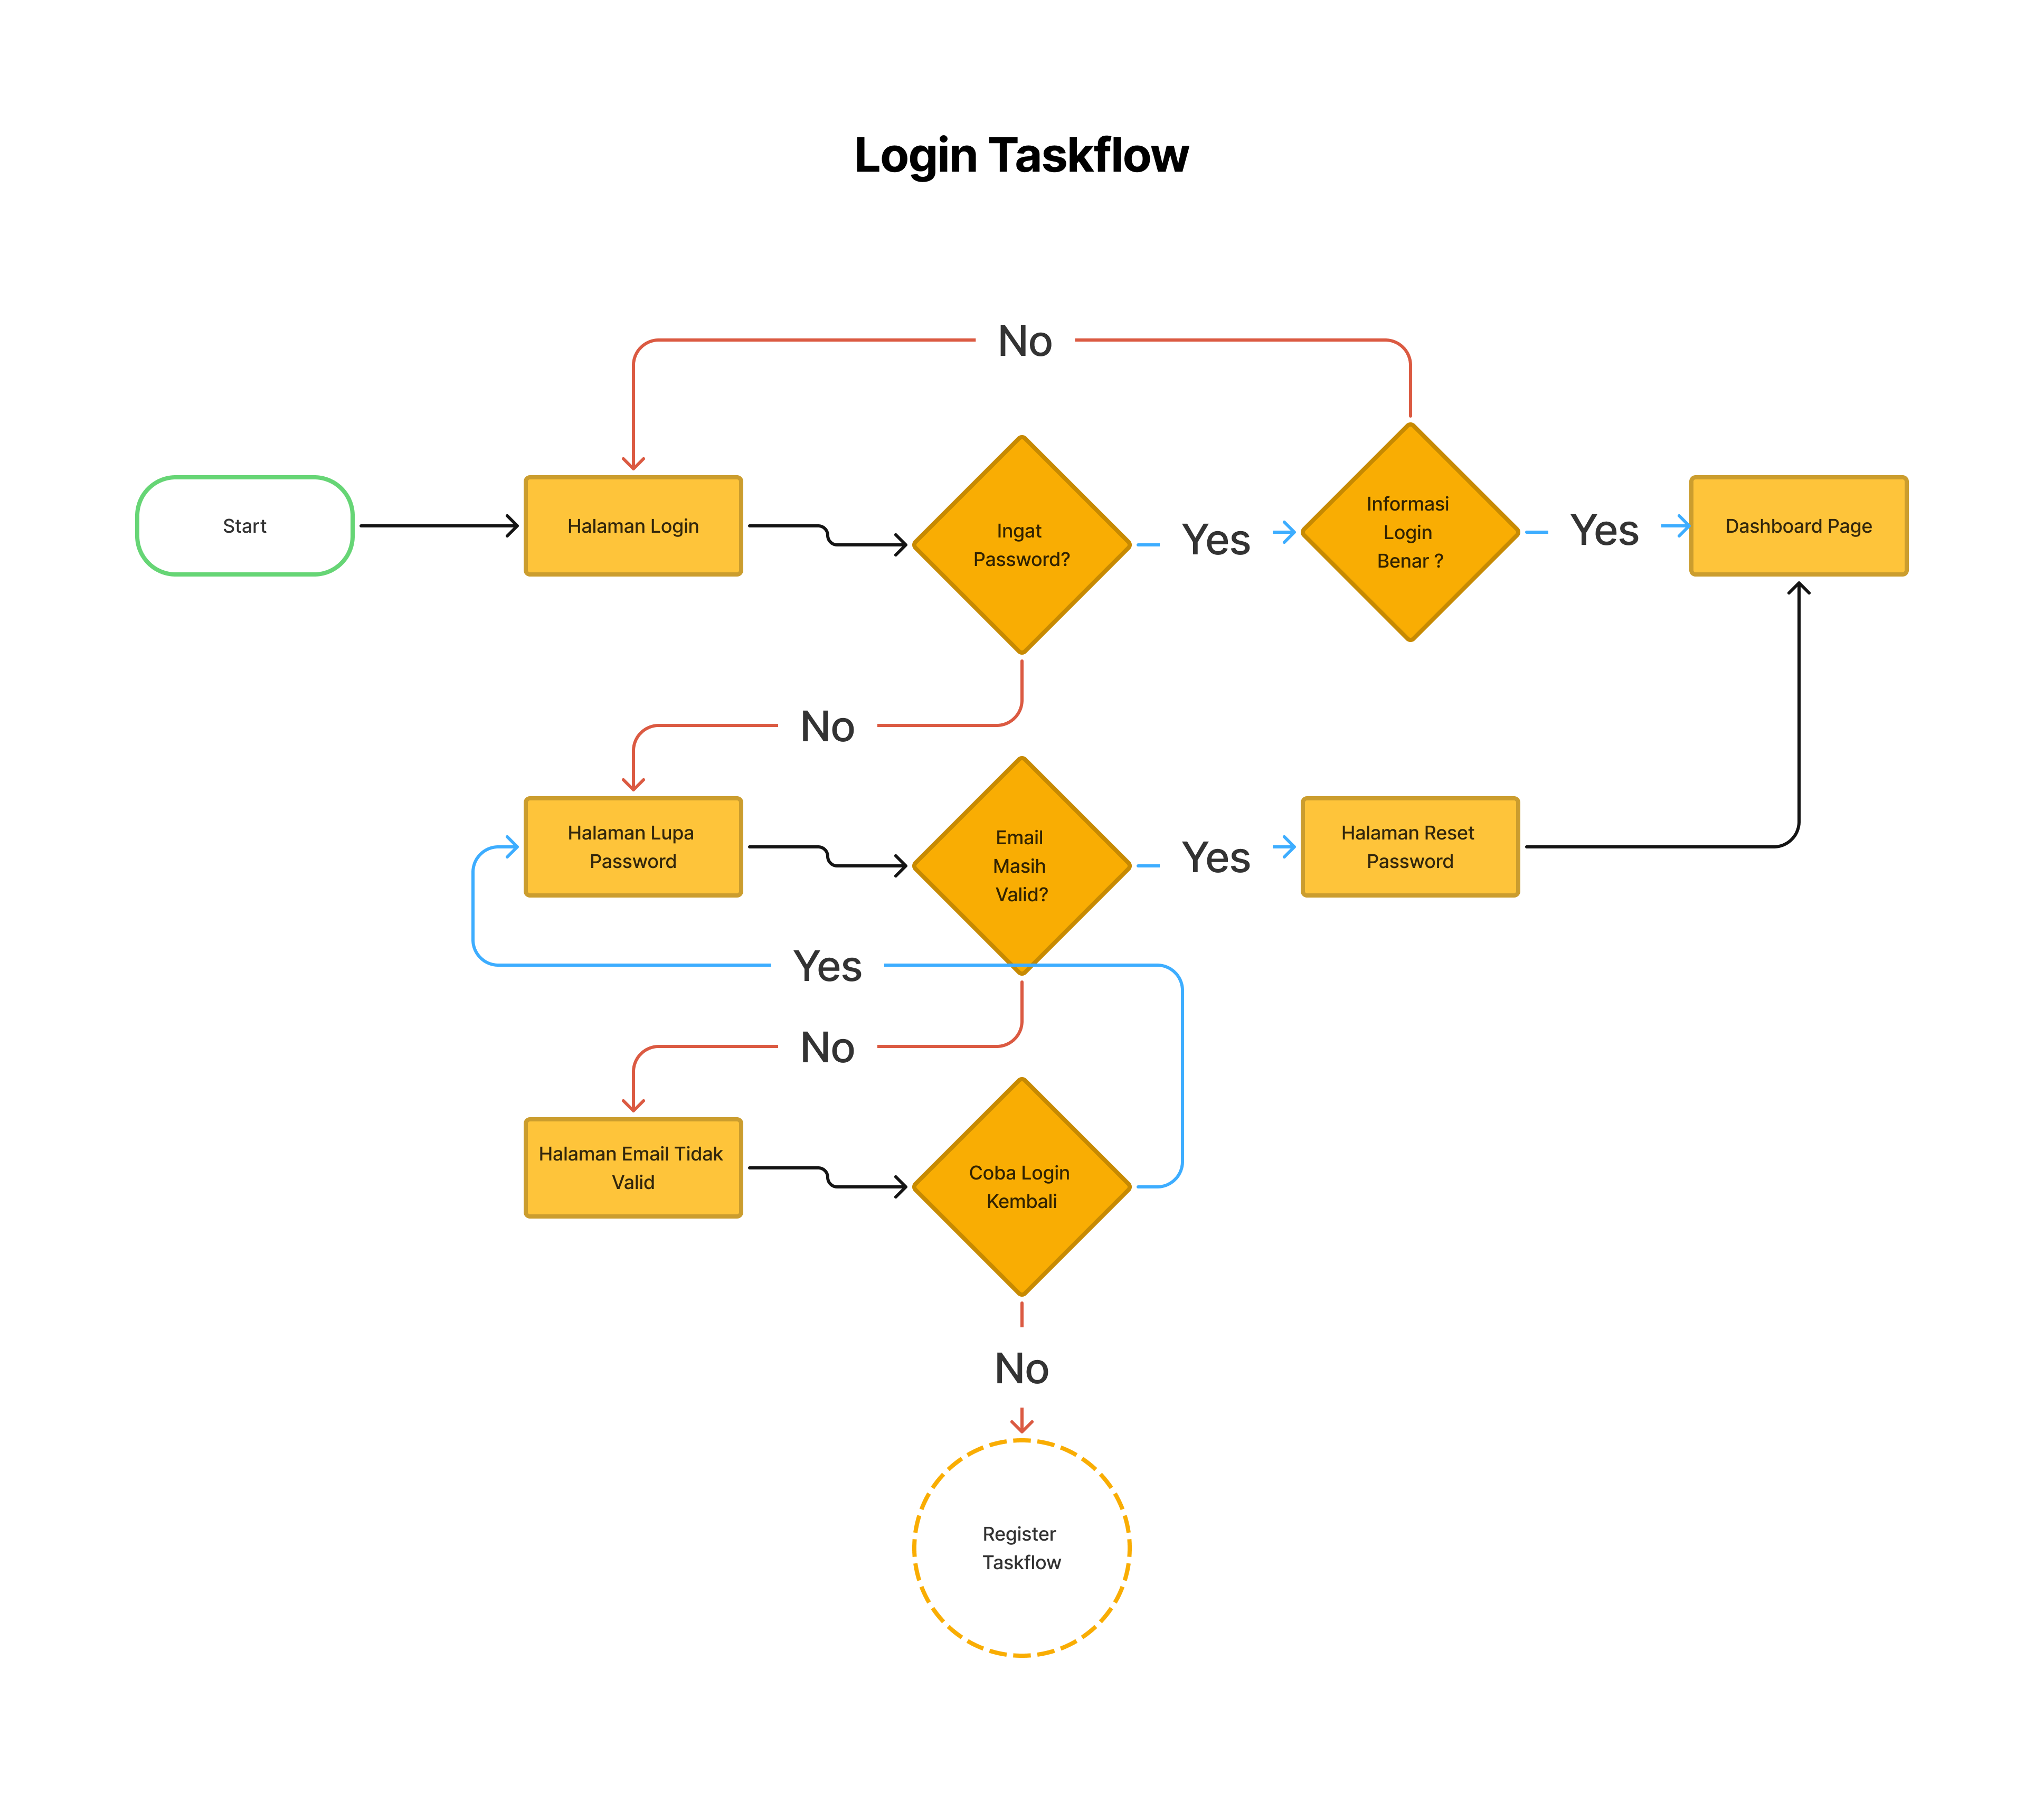 Login Taskflow
No
Start
Halaman Login
Ingat
Password?
Yes
Informasi
Login
Benar ?
Yes
Dashboard Page
No
Halaman Lupa
Password
Email
Masih
Valid?
Yes
Halaman Reset
Password
Yes
No
Halaman Email Tidak
Valid
Coba Login
Kembali
No
Register
Taskflow